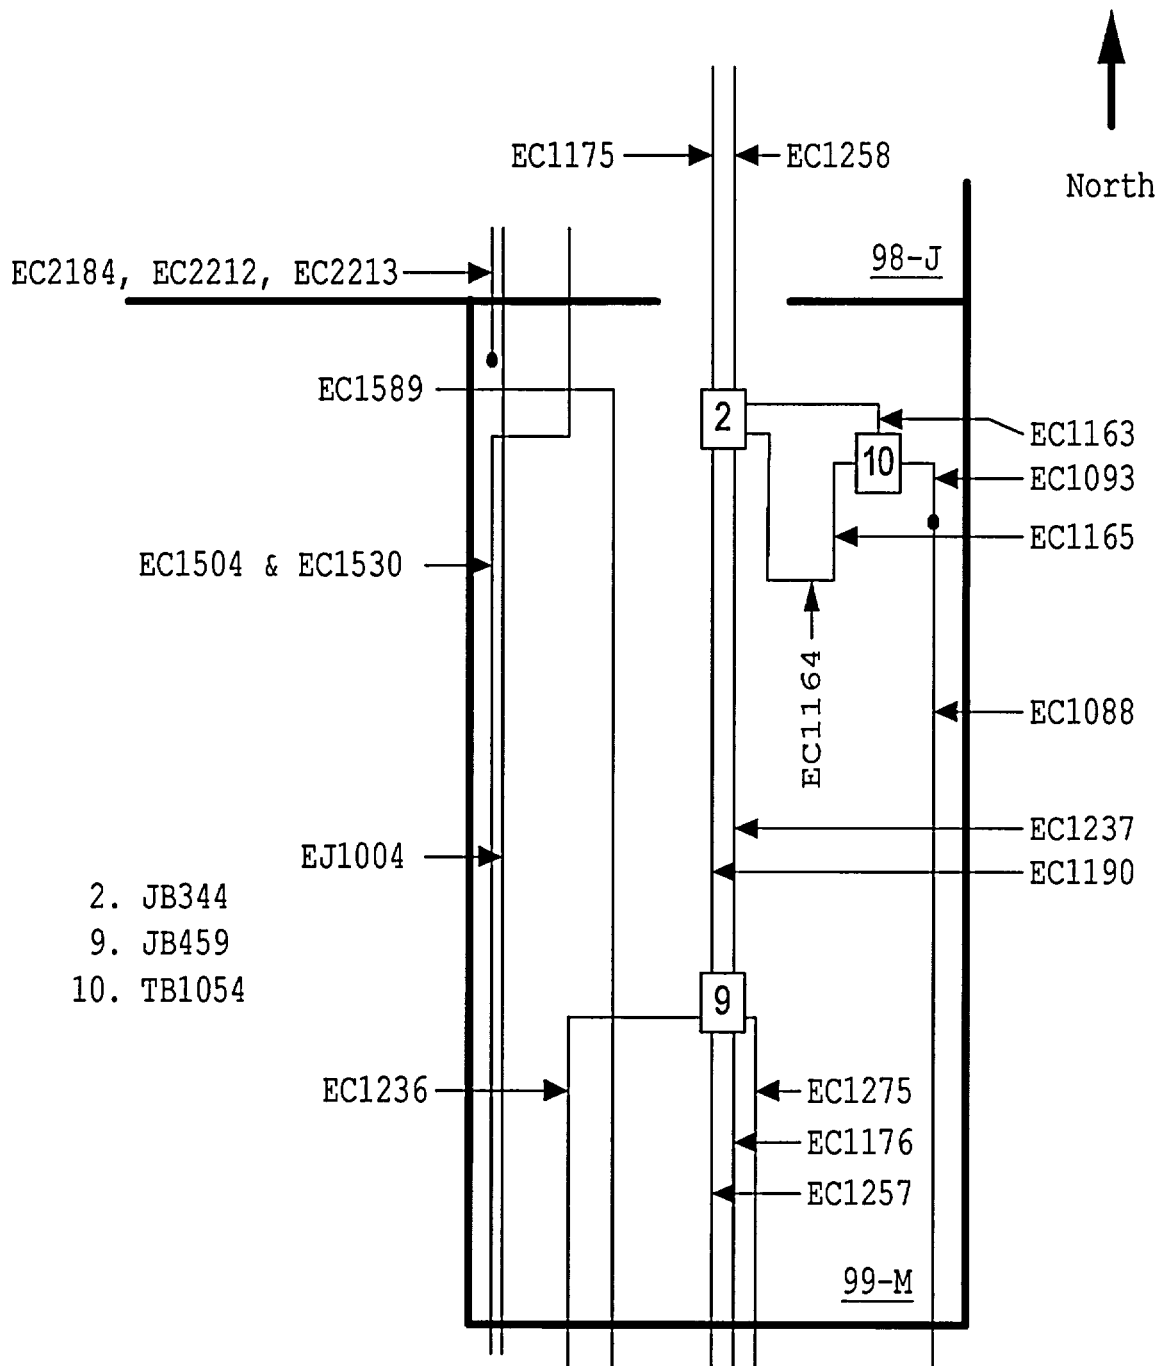 EC1175
EC1258
North
98-J
EC2184, EC2212, EC2213
EC1589
2
EC1163
10
EC1093
EC1165
EC1504 & EC1530
EC1164
EC1088
EC1237
EJ1004
EC1190
2. JB344
9. JB459
10. TB1054
9
EC1236
EC1275
EC1176
EC1257
99-M